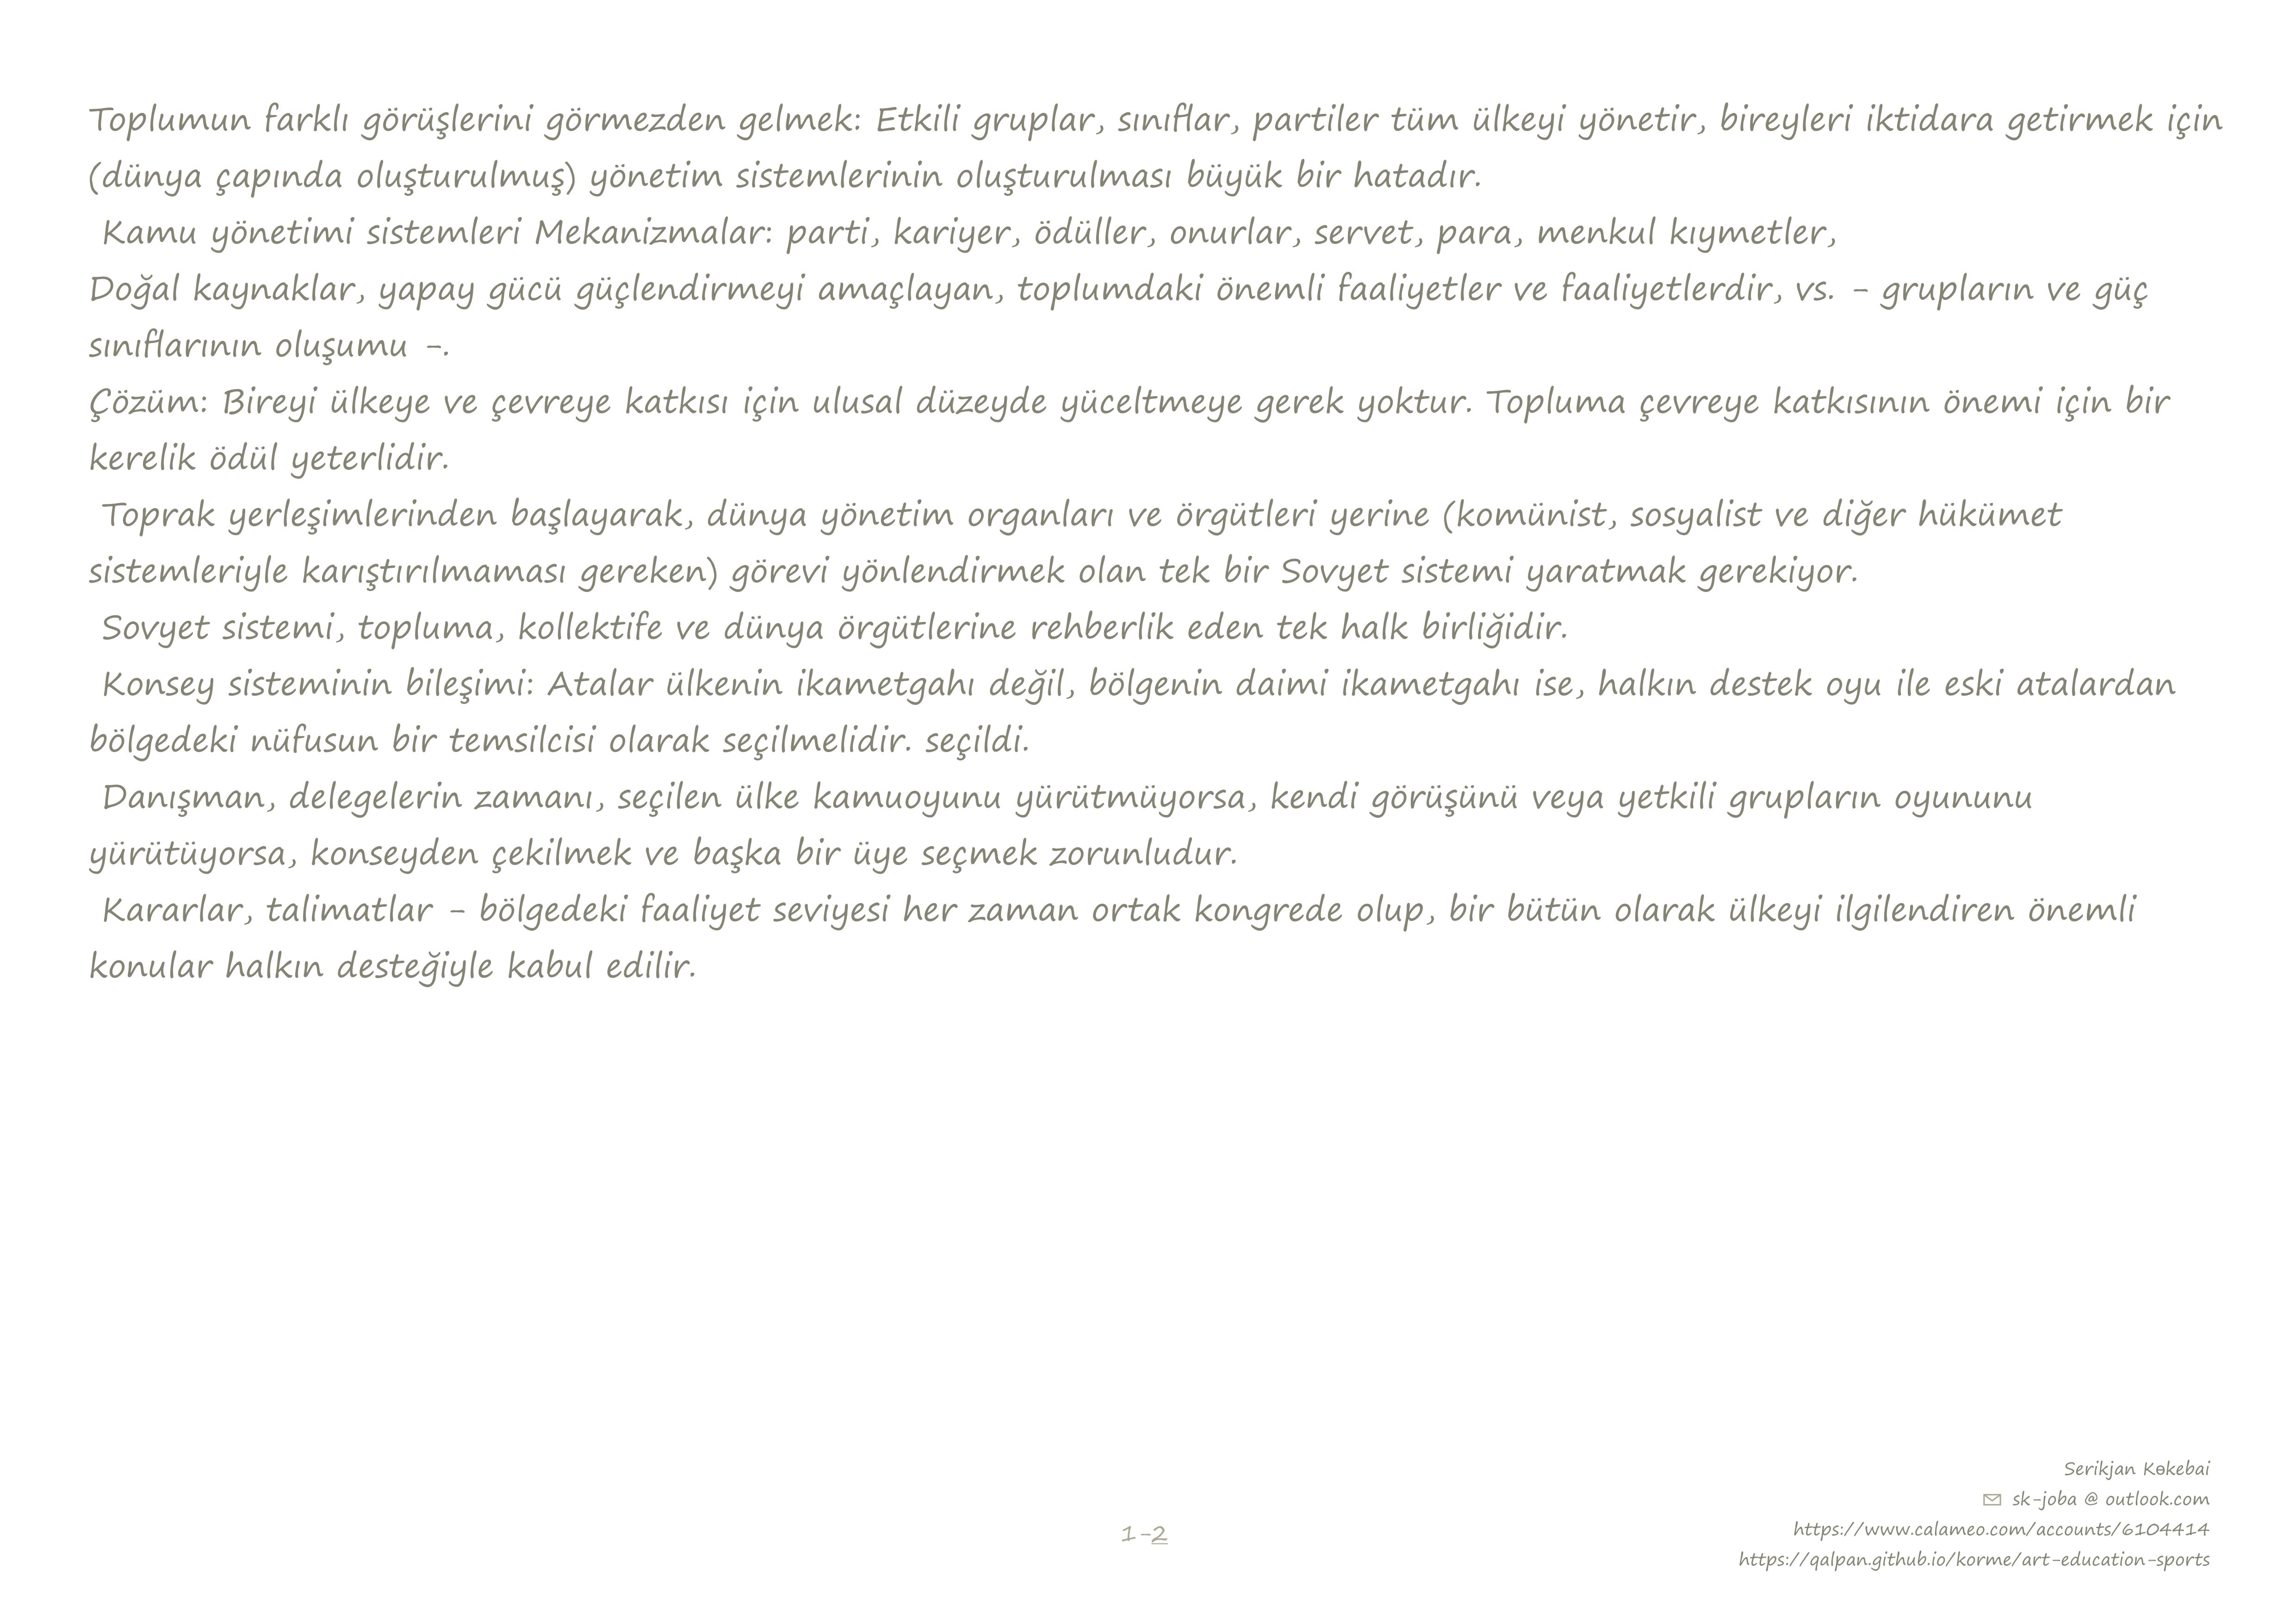 Toplumun farklı görüşlerini görmezden gelmek: Etkili gruplar, sınıflar, partiler tüm ülkeyi yönetir, bireyleri iktidara getirmek için
(dünya çapında oluşturulmuş) yönetim sistemlerinin oluşturulması büyük bir hatadır.
Kamu yönetimi sistemleri Mekanizmalar: parti, kariyer, ödüller, onurlar, servet, para, menkul kıymetler,
Doğal kaynaklar, yapay gücü güçlendirmeyi amaçlayan, toplumdaki önemli faaliyetler ve faaliyetlerdir, vs. - grupların ve güç
sınıflarının oluşumu -.
Çözüm: Bireyi ülkeye ve çevreye katkısı için ulusal düzeyde yüceltmeye gerek yoktur. Topluma çevreye katkısının önemi için bir
kerelik ödül yeterlidir.
Toprak yerleşimlerinden başlayarak, dünya yönetim organları ve örgütleri yerine (komünist, sosyalist ve diğer hükümet
sistemleriyle karıştırılmaması gereken) görevi yönlendirmek olan tek bir Sovyet sistemi yaratmak gerekiyor.
Sovyet sistemi, topluma, kollektife ve dünya örgütlerine rehberlik eden tek halk birliğidir.
Konsey sisteminin bileşimi: Atalar ülkenin ikametgahı değil, bölgenin daimi ikametgahı ise, halkın destek oyu ile eski atalardan
bölgedeki nüfusun bir temsilcisi olarak seçilmelidir. seçildi.
Danışman, delegelerin zamanı, seçilen ülke kamuoyunu yürütmüyorsa, kendi görüşünü veya yetkili grupların oyununu
yürütüyorsa, konseyden çekilmek ve başka bir üye seçmek zorunludur.
Kararlar, talimatlar - bölgedeki faaliyet seviyesi her zaman ortak kongrede olup, bir bütün olarak ülkeyi ilgilendiren önemli
konular halkın desteğiyle kabul edilir.
Serikjan Kөkebai
sk-joba @ outlook.com
https://www.calameo.com/accounts/6104414
https://qalpan.github.io/korme/art-education-sports
1-2